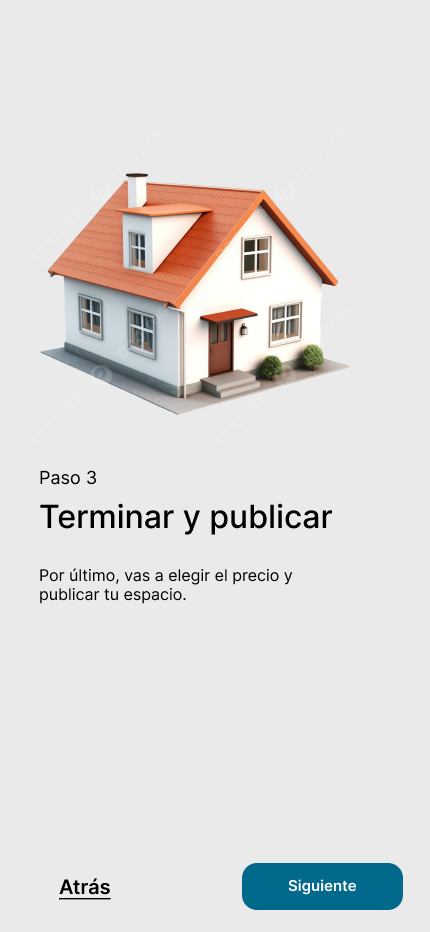 Paso 3
Terminar y publicar
Por último, vas a elegir el precio y
publicar tu espacio.
Atrás
Siguiente